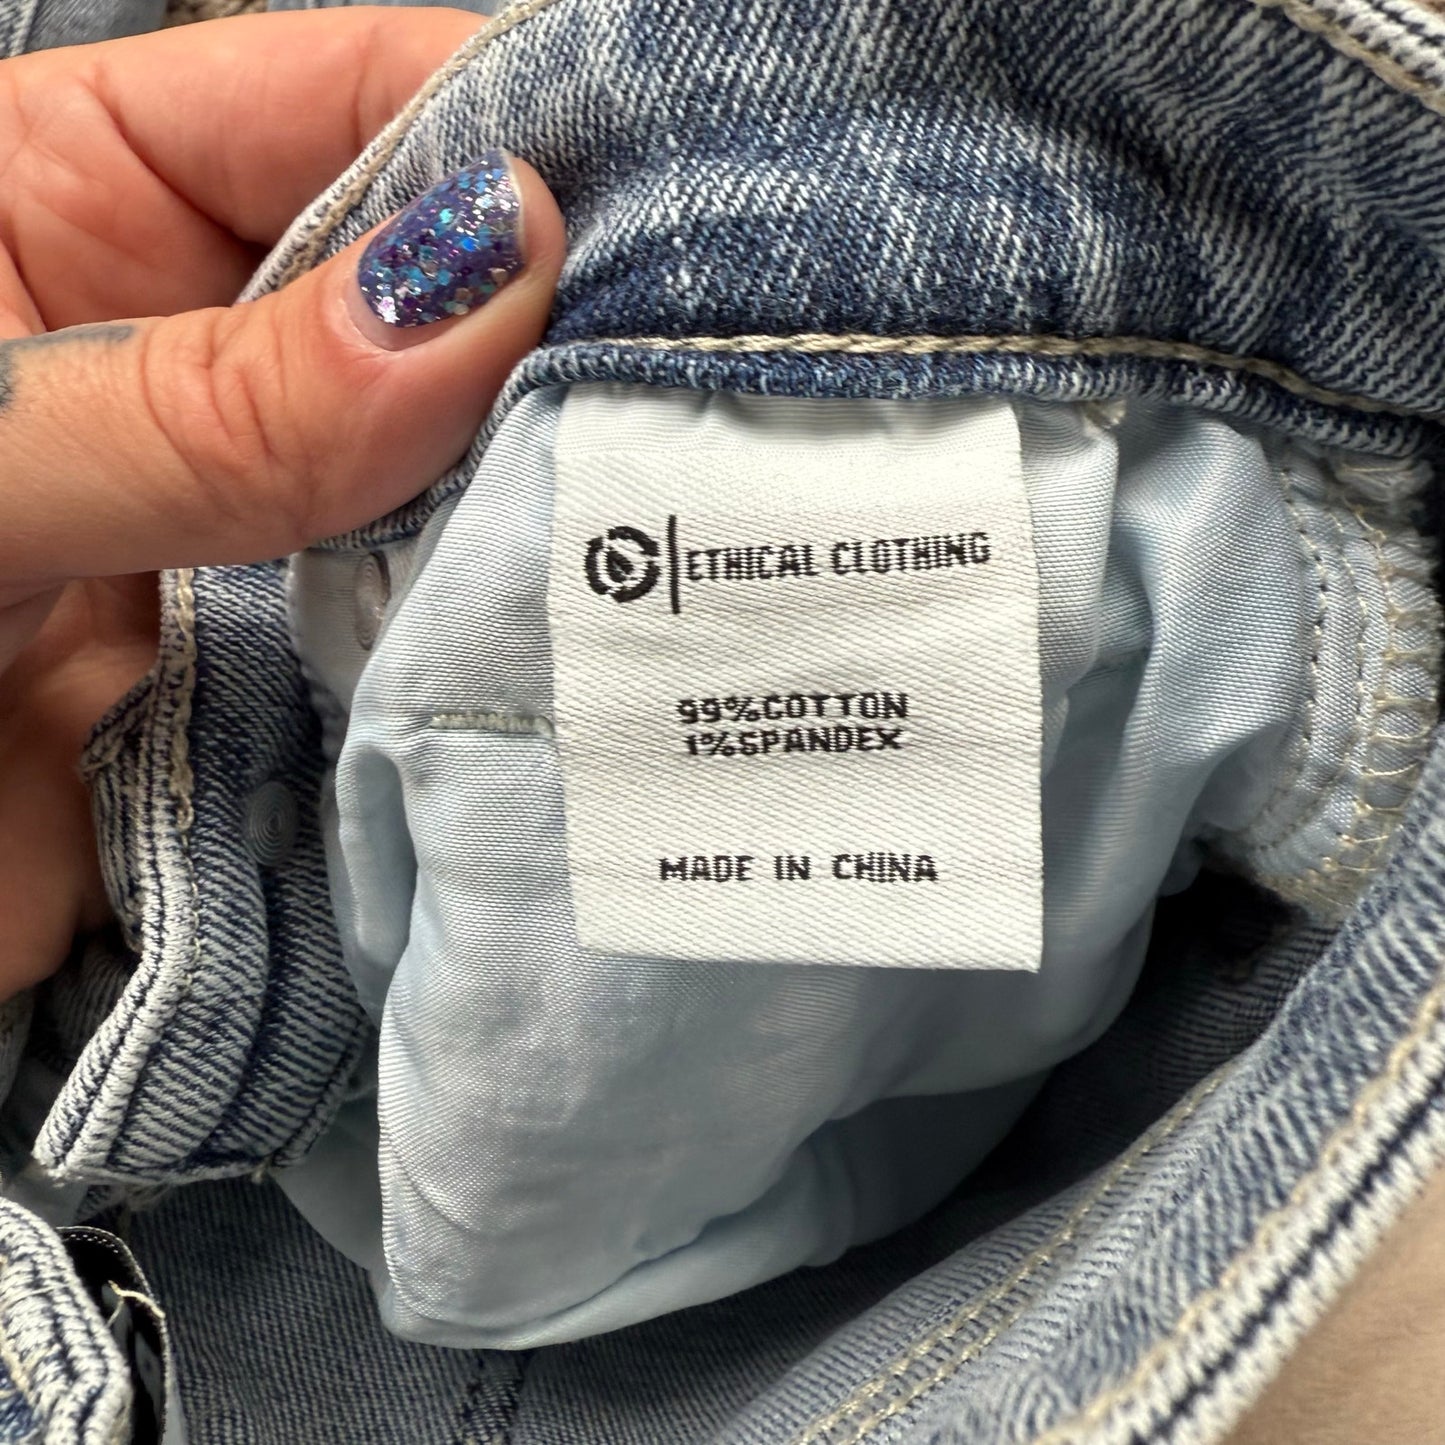 ETHICAL CLOTHING
99%COTTON
1%SPANDEX
MADE IN CHINA